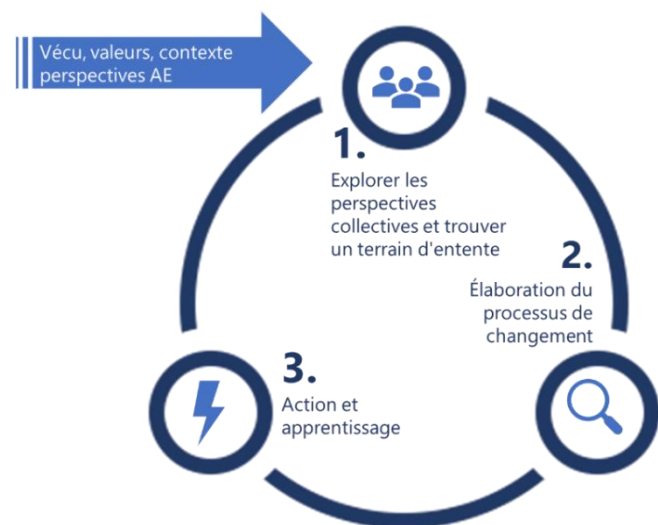 Vécu, valeurs, contexte
perspectives AE
1.
Explorer les
perspectives
collectives et trouver
un terrain d'entente
2.
Élaboration du
processus de
changement
3.
Action et
apprentissage